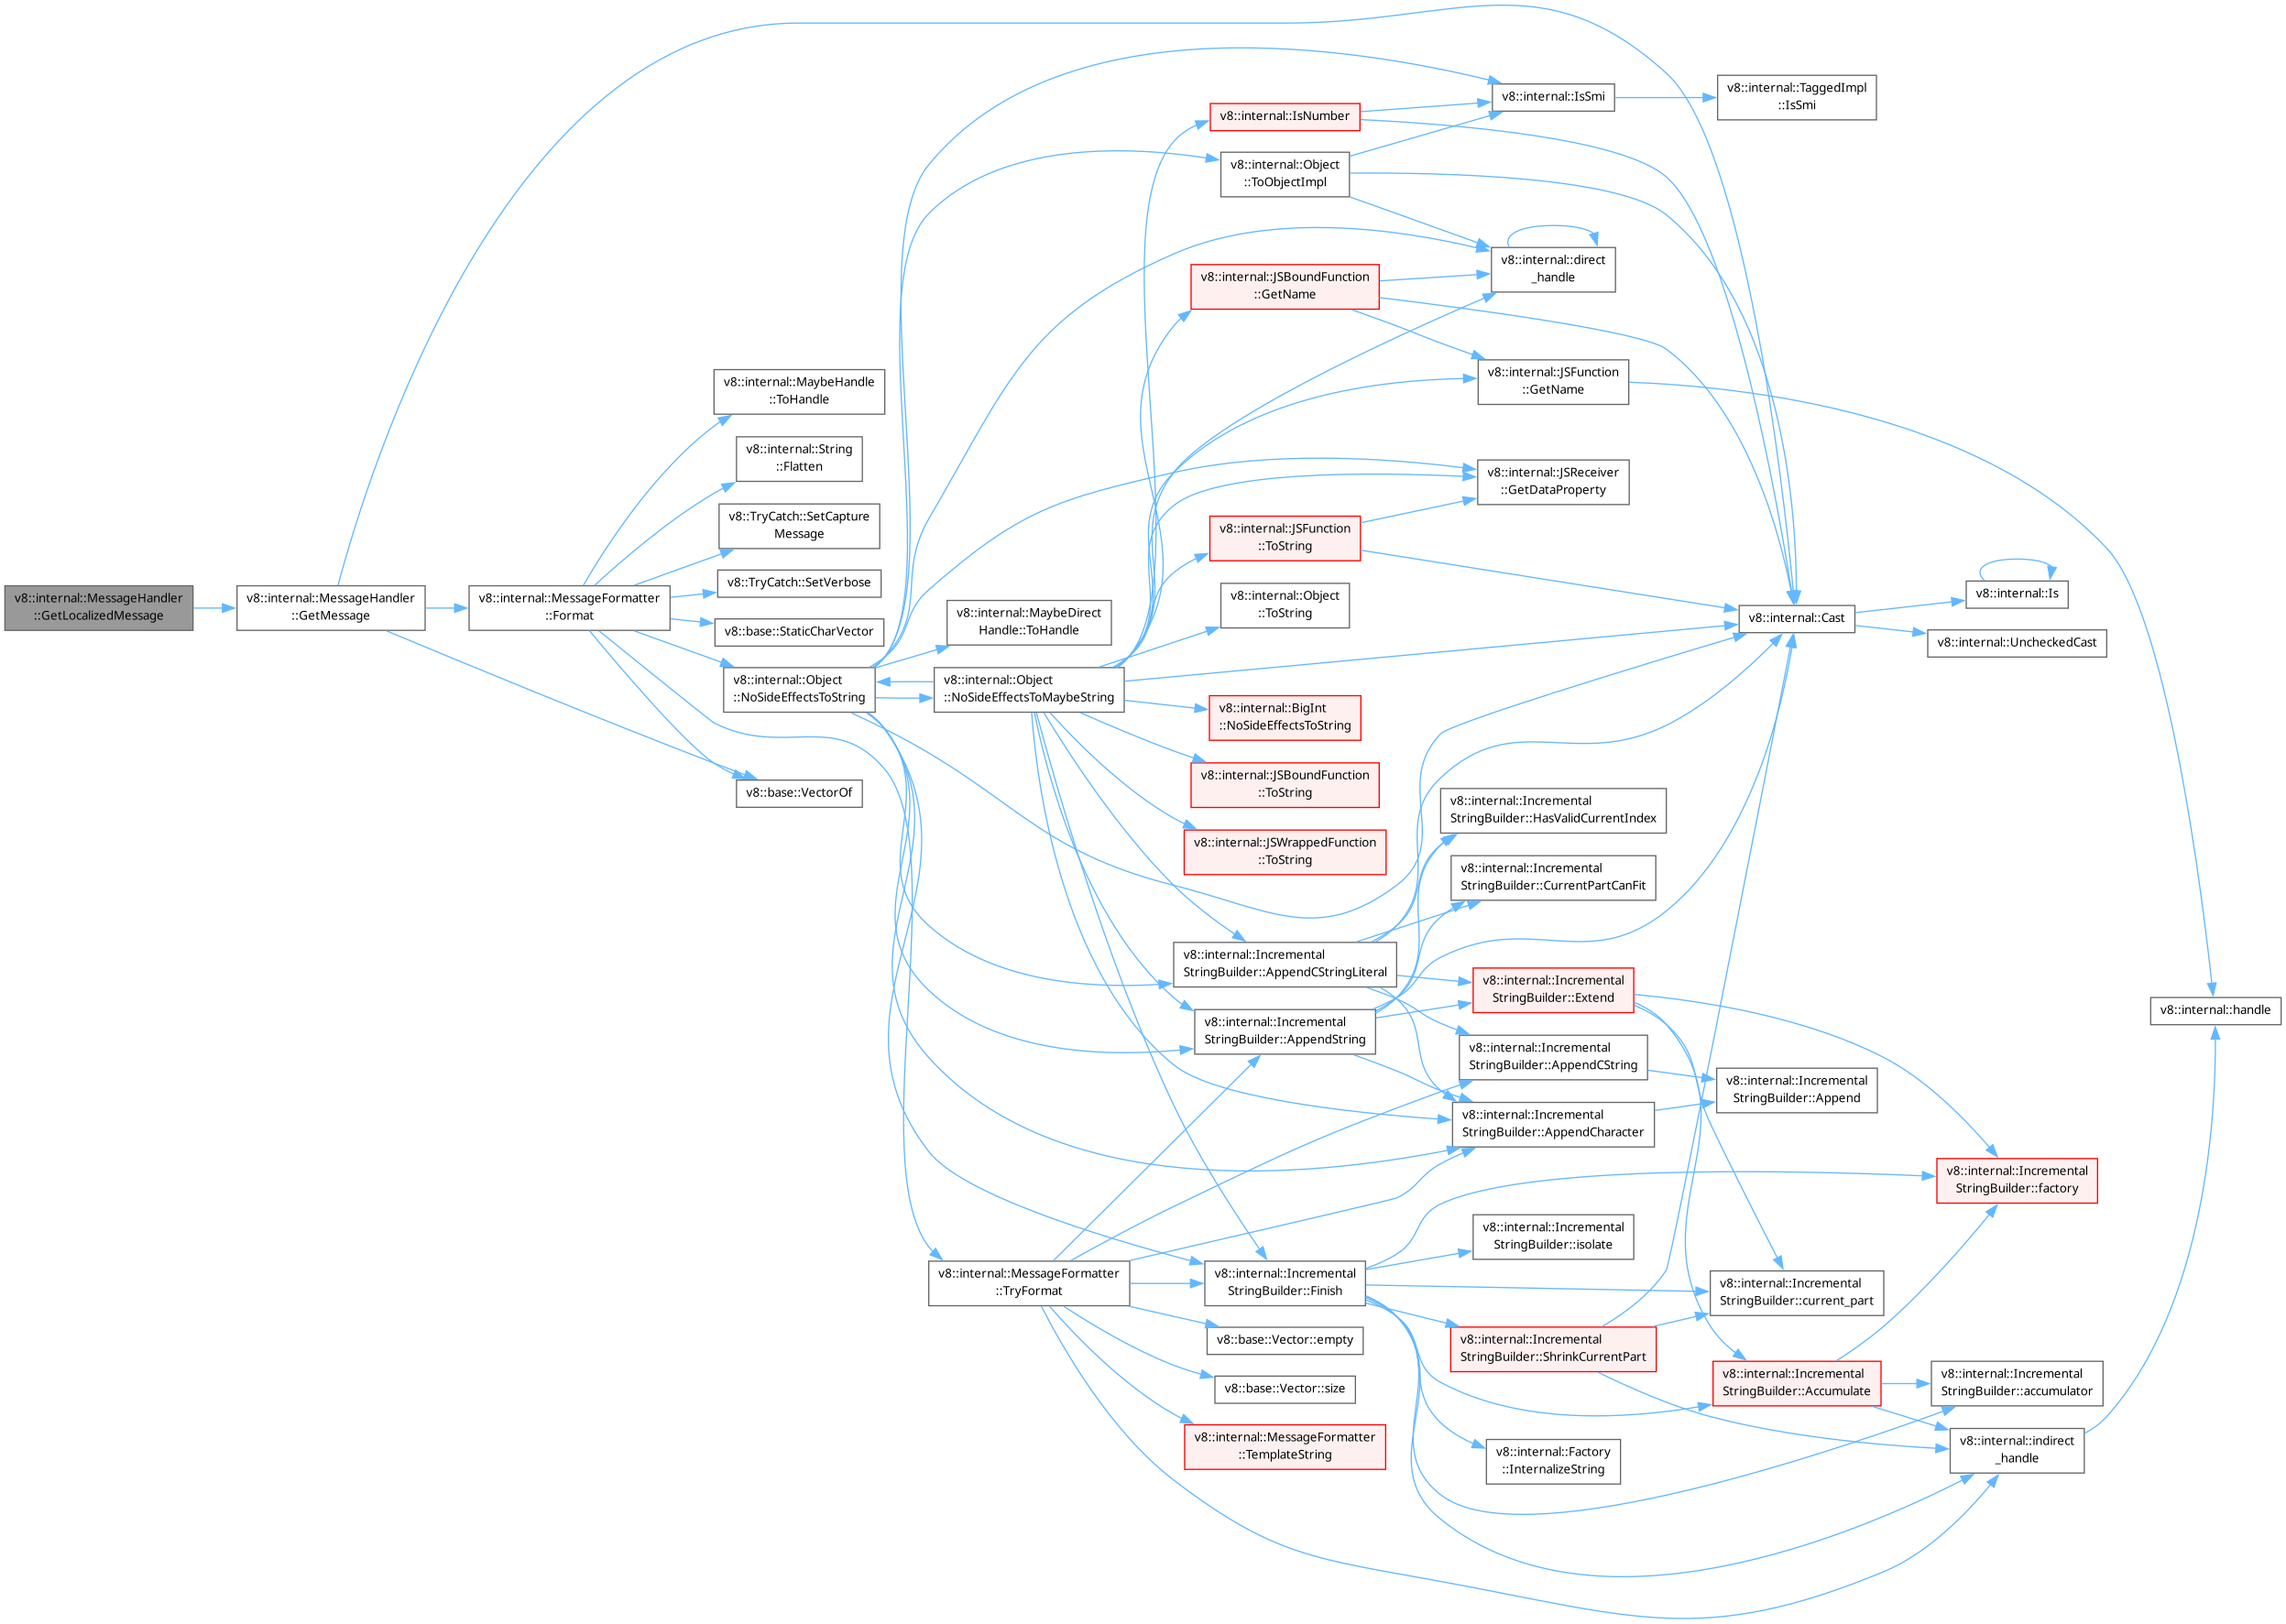 v8::internal::MessageHandler
::GetLocalizedMessage
v8::internal::MessageHandler
::GetMessage
v8::internal::MessageFormatter
::Format
v8::internal::MaybeHandle
::ToHandle
v8::internal::String
::Flatten
v8::TryCatch::SetCapture
Message
v8::TryCatch::SetVerbose
v8::base::StaticCharVector
v8::internal::Object
::NoSideEffectsToString
v8::base::VectorOf
v8::internal::MaybeDirect
Handle::ToHandle
v8::internal::Object
::NoSideEffectsToMaybeString
v8::internal::MessageFormatter
::TryFormat
v8::internal::IsNumber
v8::internal::Object
::ToObjectImpl
v8::internal::JSBoundFunction
::GetName
v8::internal::JSFunction
::ToString
v8::internal::Object
::ToString
v8::internal::BigInt
::NoSideEffectsToString
v8::internal::JSBoundFunction
::ToString
v8::internal::JSWrappedFunction
::ToString
v8::internal::Incremental
StringBuilder::AppendCStringLiteral
v8::internal::Incremental
StringBuilder::AppendString
v8::internal::Incremental
StringBuilder::Finish
v8::base::Vector::empty
v8::base::Vector::size
v8::internal::MessageFormatter
::TemplateString
v8::internal::IsSmi
v8::internal::direct
_handle
v8::internal::JSFunction
::GetName
v8::internal::JSReceiver
::GetDataProperty
v8::internal::Incremental
StringBuilder::HasValidCurrentIndex
v8::internal::Incremental
StringBuilder::CurrentPartCanFit
v8::internal::Incremental
StringBuilder::Extend
v8::internal::Incremental
StringBuilder::AppendCString
v8::internal::Incremental
StringBuilder::AppendCharacter
v8::internal::Incremental
StringBuilder::isolate
v8::internal::Incremental
StringBuilder::ShrinkCurrentPart
v8::internal::Factory
::InternalizeString
v8::internal::TaggedImpl
::IsSmi
v8::internal::Cast
v8::internal::Incremental
StringBuilder::Append
v8::internal::Incremental
StringBuilder::current_part
v8::internal::Incremental
StringBuilder::Accumulate
v8::internal::Is
v8::internal::UncheckedCast
v8::internal::Incremental
StringBuilder::factory
v8::internal::Incremental
StringBuilder::accumulator
v8::internal::indirect
_handle
v8::internal::handle